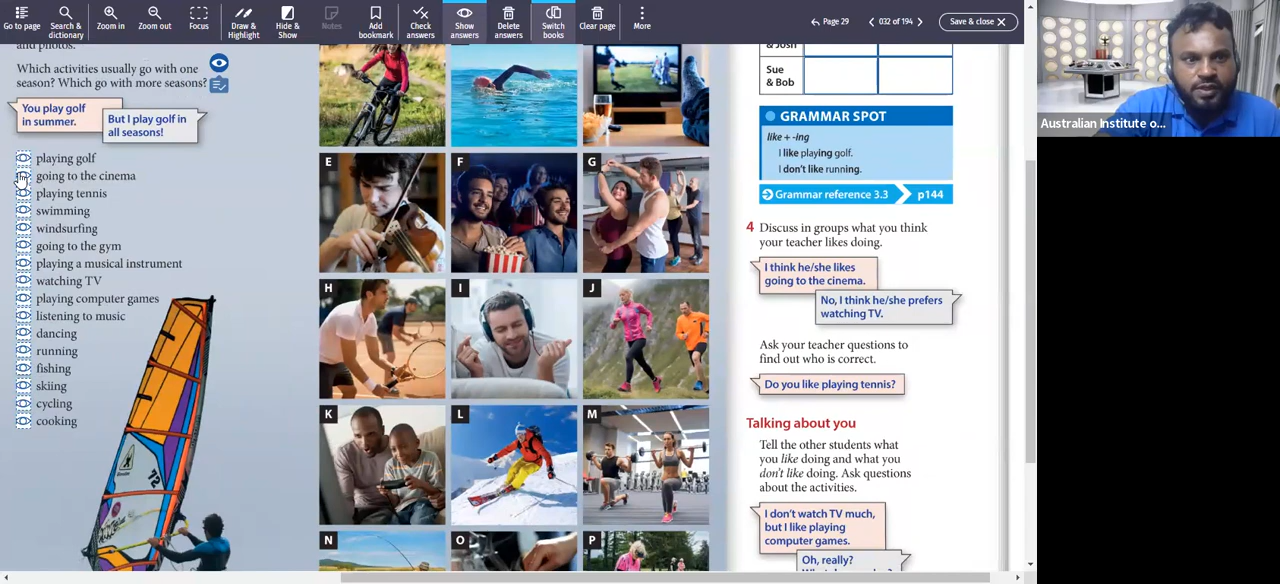 Go to page
Search & dictionary
Zoom in
Zoom out
Focus
Draw & Highlight
Hide & Show
Notes
Add bookmark
Check answers
Show answers
Delete answers
Switch books
Clear page
More
Page 29
032 of 194
Save & close
and photos.
Which activities usually go with one
season? Which go with more seasons?
You play golf
in summer.
But I play golf in
all seasons!
playing golf
going to the cinema
playing tennis
swimming
windsurfing
going to the gym
playing a musical instrument
watching TV
playing computer games
listening to music
dancing
running
fishing
skiing
cycling
cooking
72
E
F
G
H
I
J
K
L
M
N
O
P
& Josh
Sue
& Bob
GRAMMAR SPOT
like + -ing
I like playing golf.
I don't like running.
Grammar reference 3.3
p144
4 Discuss in groups what you think
your teacher likes doing.
I think he/she likes
going to the cinema.
No, I think he/she prefers
watching TV.
Ask your teacher questions to
find out who is correct.
Do you like playing tennis?
Talking about you
Tell the other students what
you like doing and what you
don't like doing. Ask questions
about the activities.
I don't watch TV much,
but I like playing
computer games.
Oh, really?
Australian Institute o...